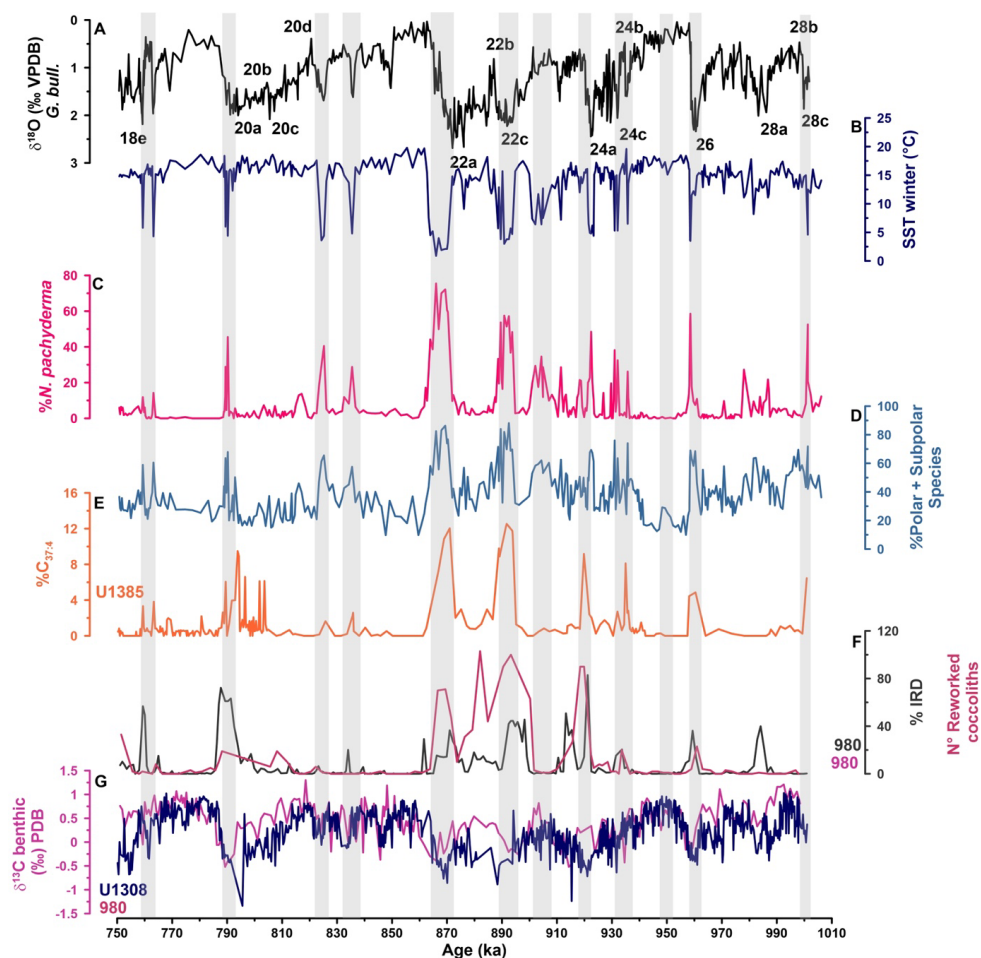 A
δ18O (‰ VPDB)
G. bull.
0
1
2
3
20d
20b
18e
20a 20c
22b
22a
22c
24b
24a
24c
26
28b
28a
28c
B
25
20
15
10
5
0
SST winter (°C)
C
80
60
40
20
0
%N. pachyderma
D
100
80
60
40
20
0
%Polar + Subpolar
Species
E
16
12
8
4
0
%C37:4
U1385
F
120
80
40
0
% IRD
N° Reworked
coccoliths
980
980
G
1.5
1
0.5
0
-0.5
-1
-1.5
δ13C benthic
(‰) PDB
U1308
980
750 770 790 810 830 850 870 890 910 930 950 970 990 1010
Age (ka)